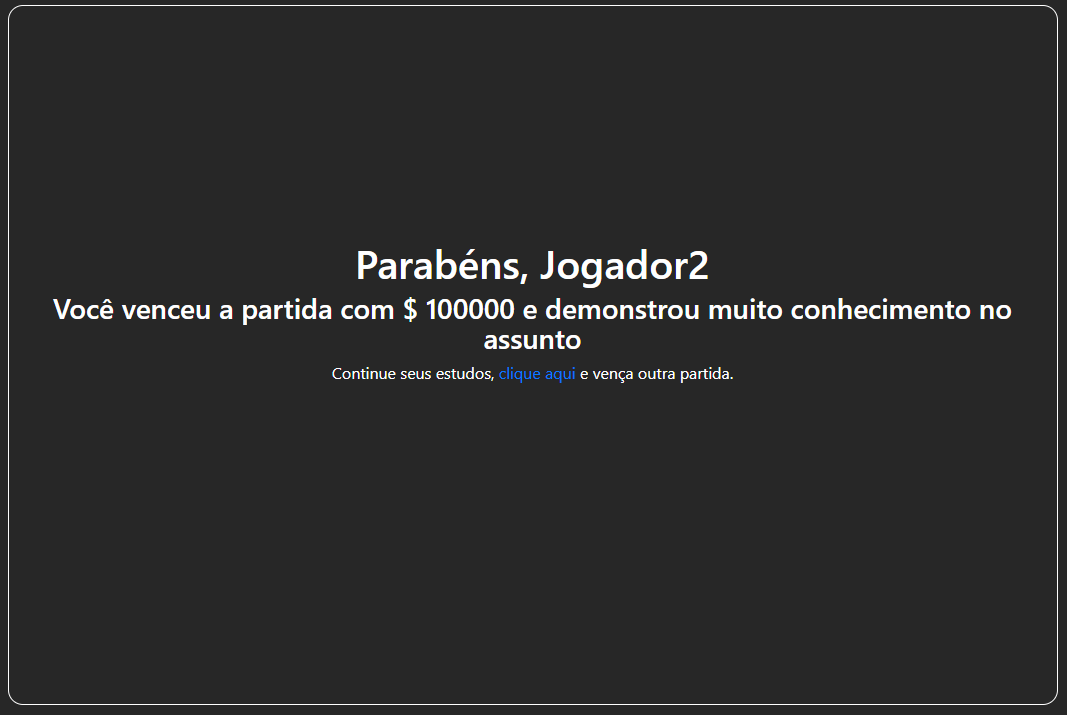 Parabéns, Jogador2
Você venceu a partida com $ 100000 e demonstrou muito conhecimento no
assunto
Continue seus estudos, clique aqui e vença outra partida.